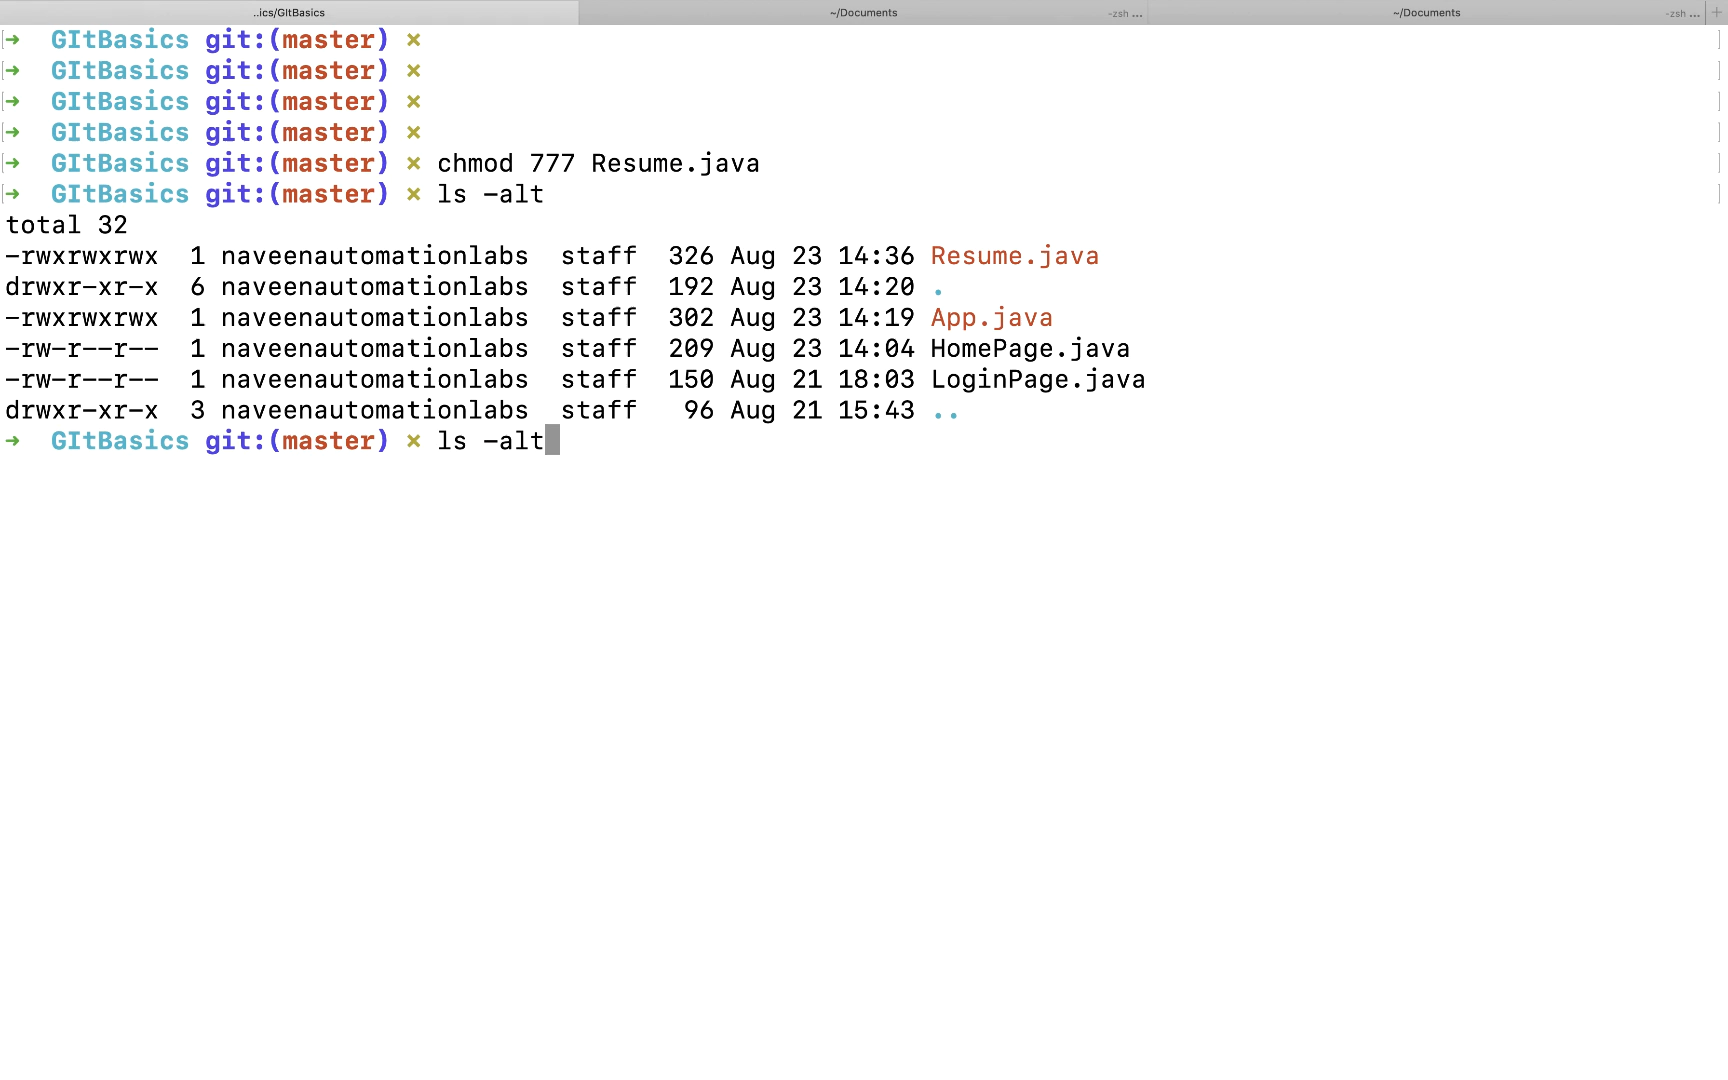 ..ics/GItBasics ~/Documents -zsh ... ~/Documents -zsh ... +
[➜ GItBasics git:(master) ✗ ]
[➜ GItBasics git:(master) ✗ ]
[➜ GItBasics git:(master) ✗ ]
[➜ GItBasics git:(master) ✗ ]
[➜ GItBasics git:(master) ✗ chmod 777 Resume.java ]
[➜ GItBasics git:(master) ✗ ls -alt ]
total 32
-rwxrwxrwx 1 naveenautomationlabs staff 326 Aug 23 14:36 Resume.java
drwxr-xr-x 6 naveenautomationlabs staff 192 Aug 23 14:20 .
-rwxrwxrwx 1 naveenautomationlabs staff 302 Aug 23 14:19 App.java
-rw-r--r-- 1 naveenautomationlabs staff 209 Aug 23 14:04 HomePage.java
-rw-r--r-- 1 naveenautomationlabs staff 150 Aug 21 18:03 LoginPage.java
drwxr-xr-x 3 naveenautomationlabs staff 96 Aug 21 15:43 ..
➜ GItBasics git:(master) ✗ ls -alt